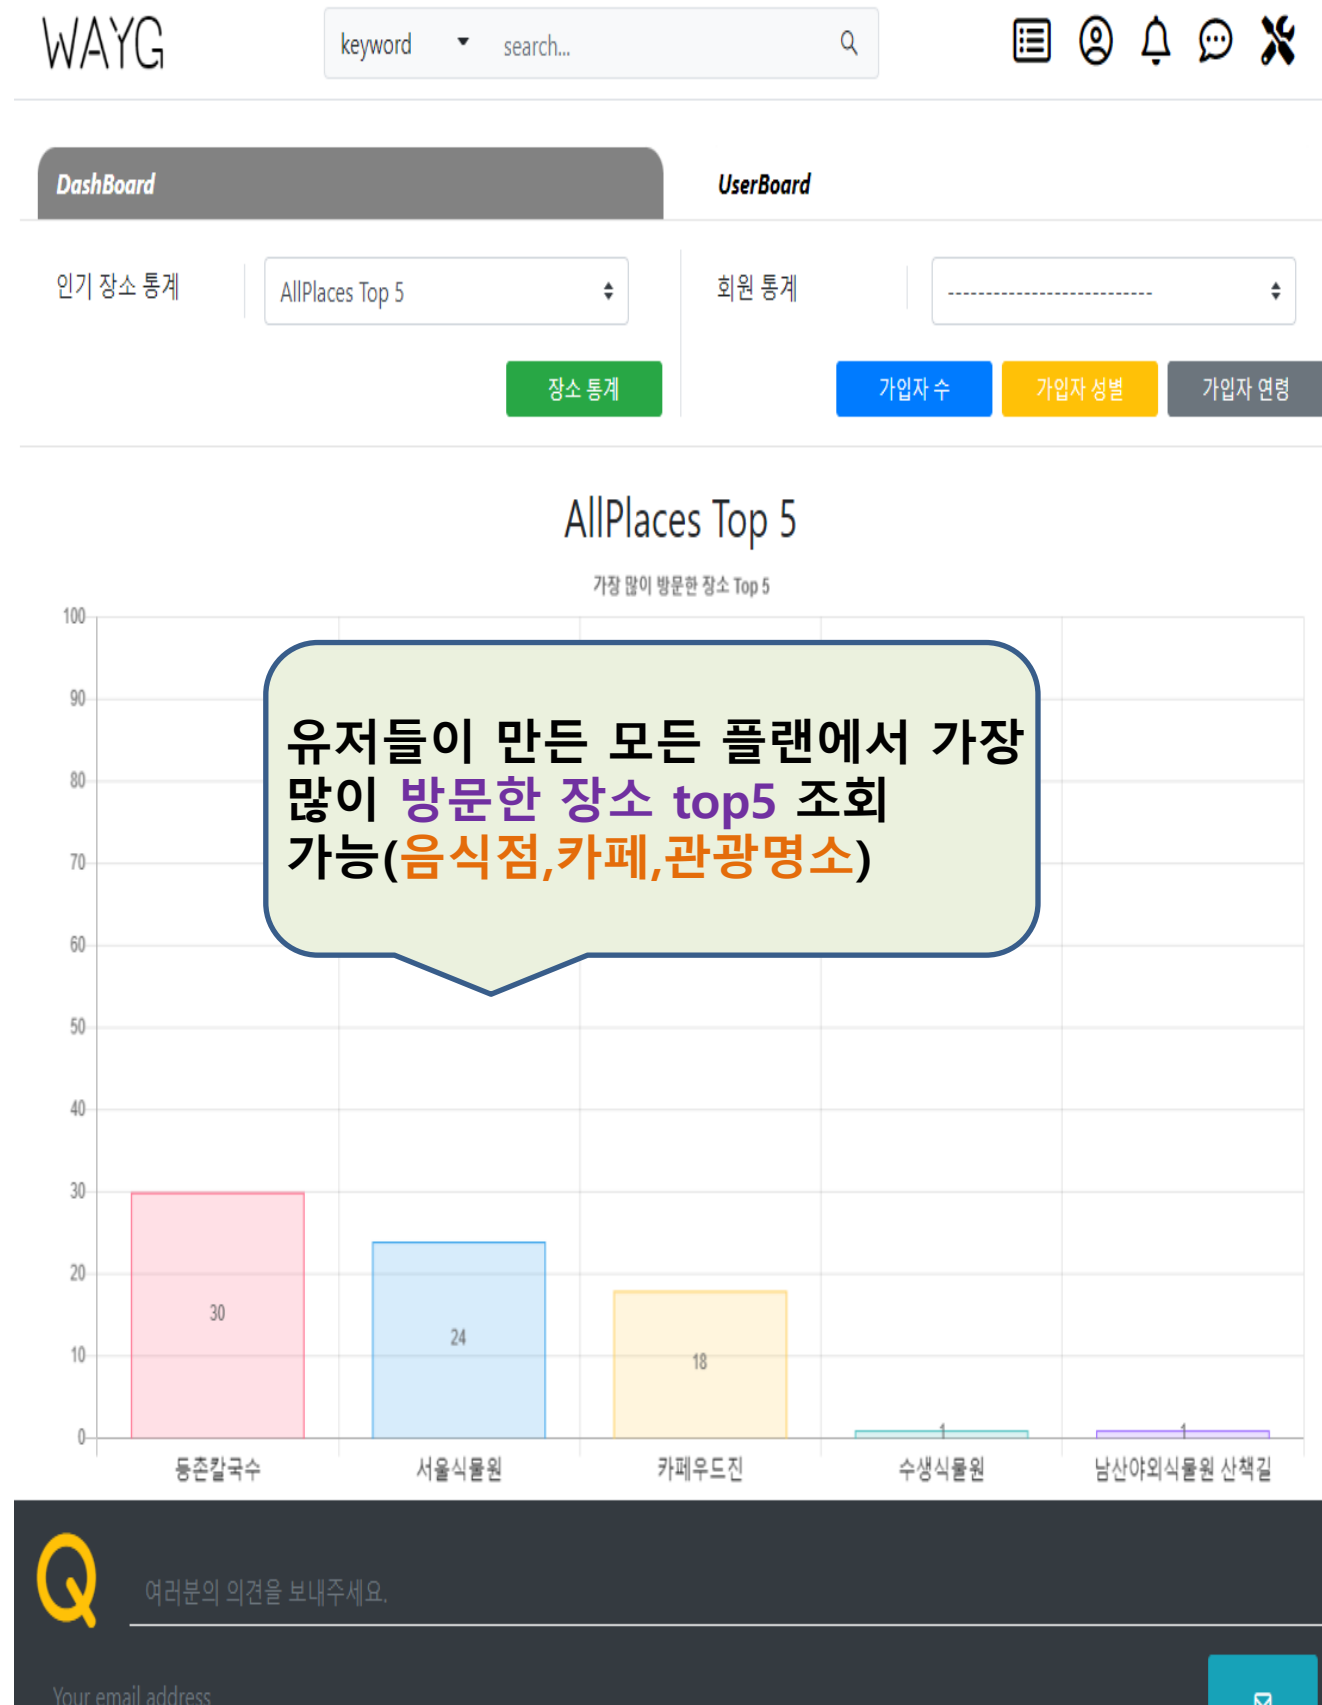 WAYG
keyword
search...
DashBoard
UserBoard
인기 장소 통계
AllPlaces Top 5
회원 통계
---------------------------
장소 통계
가입자 수
가입자 성별
가입자 연령
AllPlaces Top 5
가장 많이 방문한 장소 Top 5
100
90
80
70
60
50
40
30
20
10
0
유저들이 만든 모든 플랜에서 가장
많이 방문한 장소 top5 조회
가능(음식점,카페,관광명소)
30
24
18
1
1
등촌칼국수
서울식물원
카페우드진
수생식물원
남산야외식물원 산책길
Q
여러분의 의견을 보내주세요.
Your email address